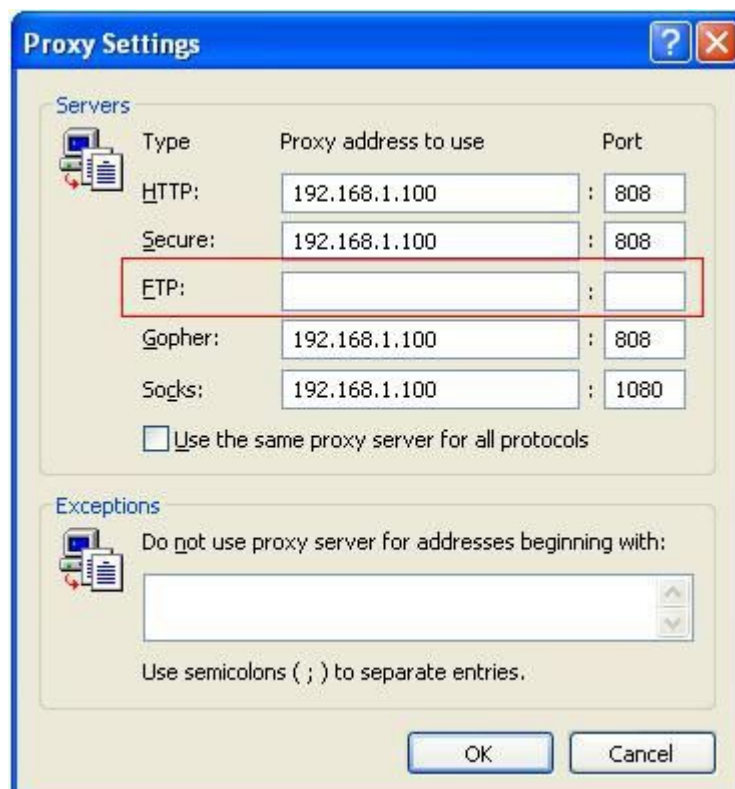 Proxy Settings
Servers
Type Proxy address to use Port
HTTP: 192.168.1.100 : 808
Secure: 192.168.1.100 : 808
FTP: :
Gopher: 192.168.1.100 : 808
Socks: 192.168.1.100 : 1080
Use the same proxy server for all protocols
Exceptions
Do not use proxy server for addresses beginning with:
Use semicolons ( ; ) to separate entries.
OK Cancel